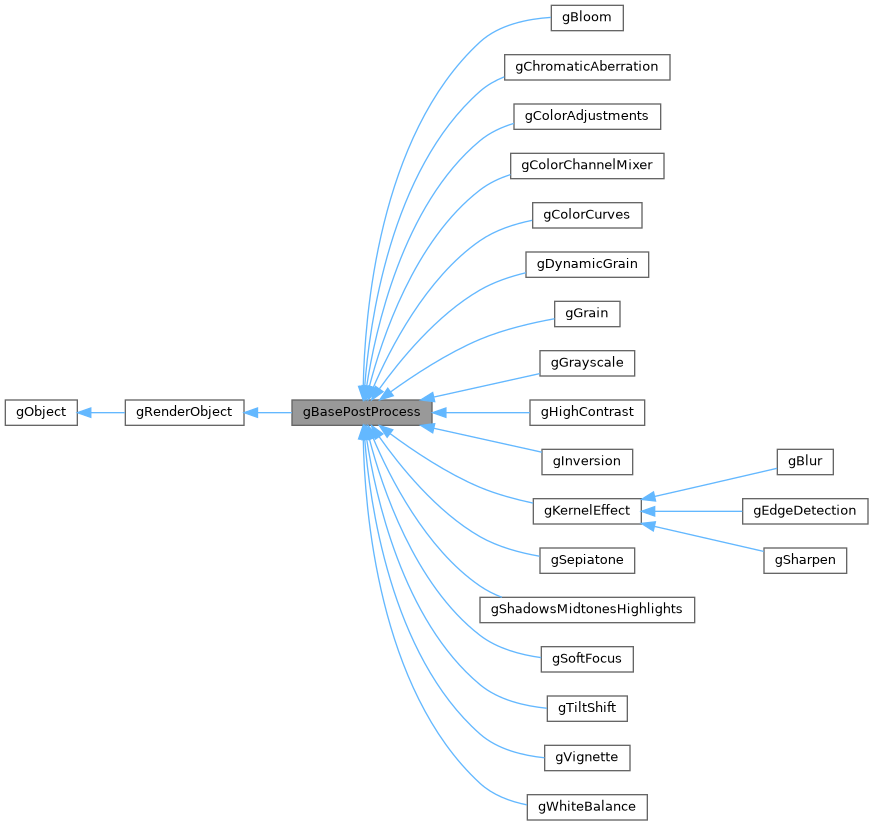 gBloom
gChromaticAberration
gColorAdjustments
gColorChannelMixer
gColorCurves
gDynamicGrain
gGrain
gGrayscale
gObject
gRenderObject
gBasePostProcess
gHighContrast
gInversion
gBlur
gKernelEffect
gEdgeDetection
gSepiatone
gSharpen
gShadowsMidtonesHighlights
gSoftFocus
gTiltShift
gVignette
gWhiteBalance